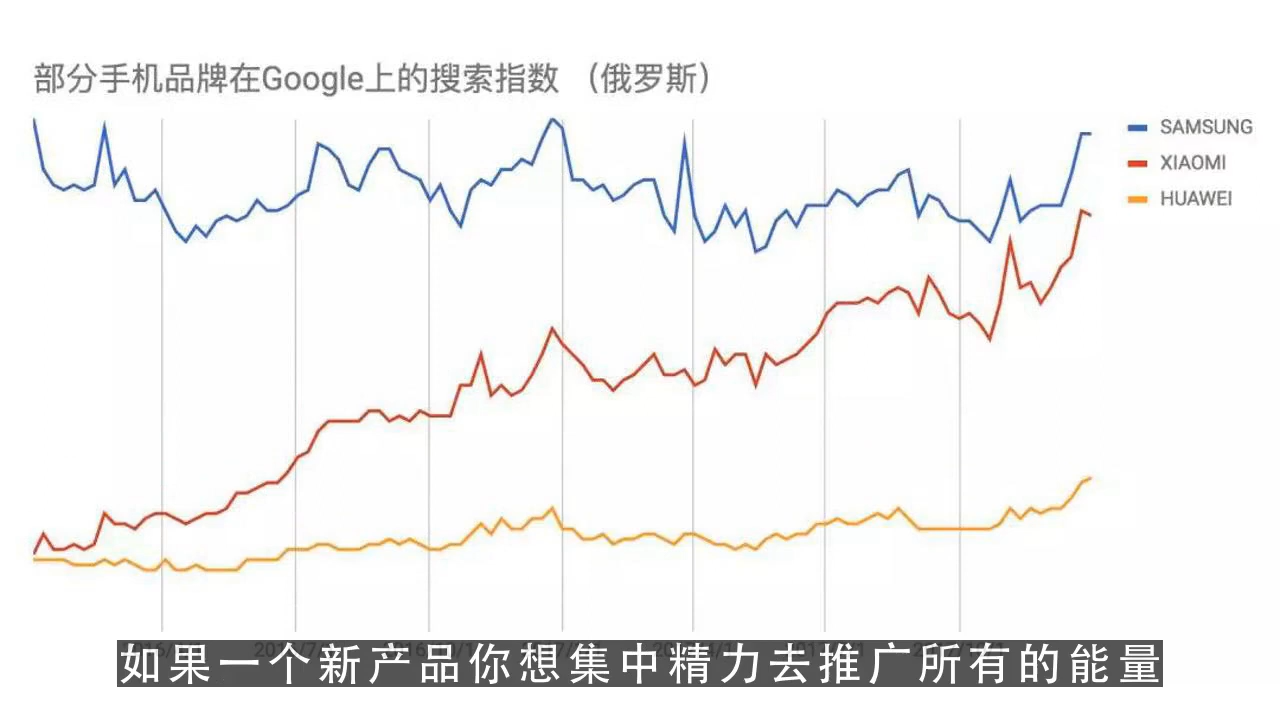 部分手机品牌在Google上的搜索指数 （俄罗斯）
SAMSUNG
XIAOMI
HUAWEI
如果一个新产品你想集中精力去推广所有的能量